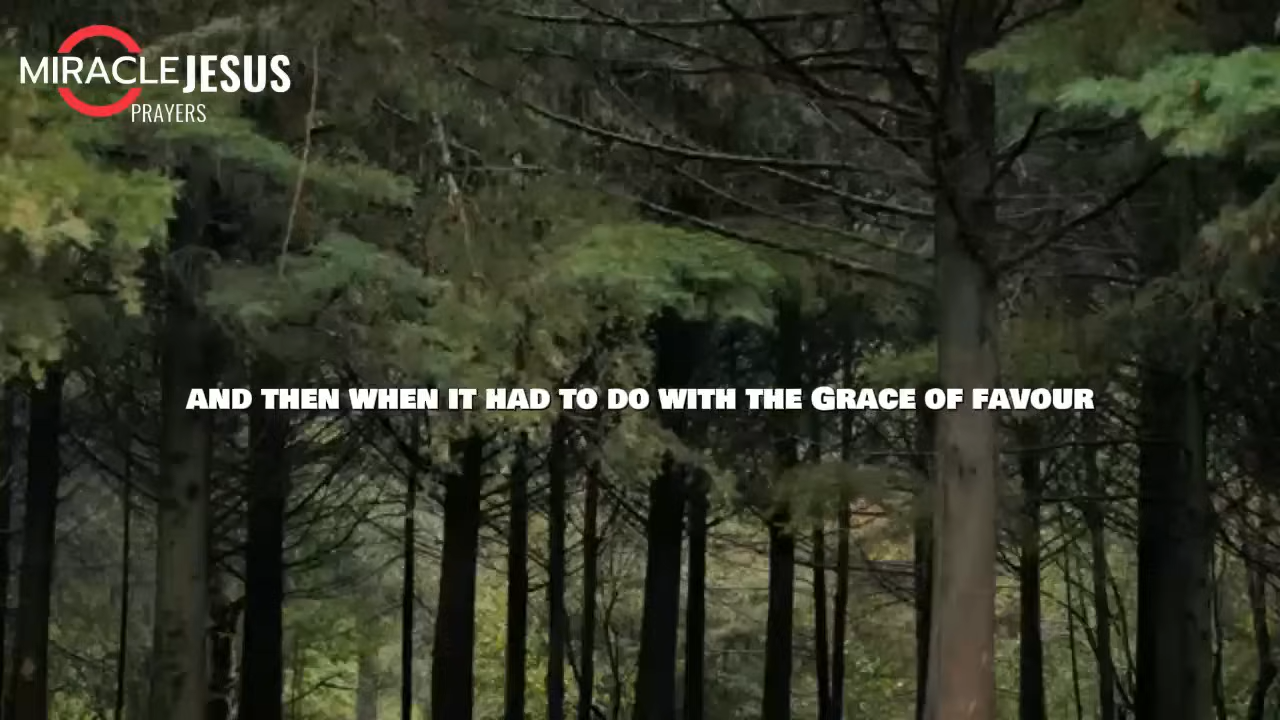 MIRACLE JESUS
PRAYERS
AND THEN WHEN IT HAD TO DO WITH THE GRACE OF FAVOUR